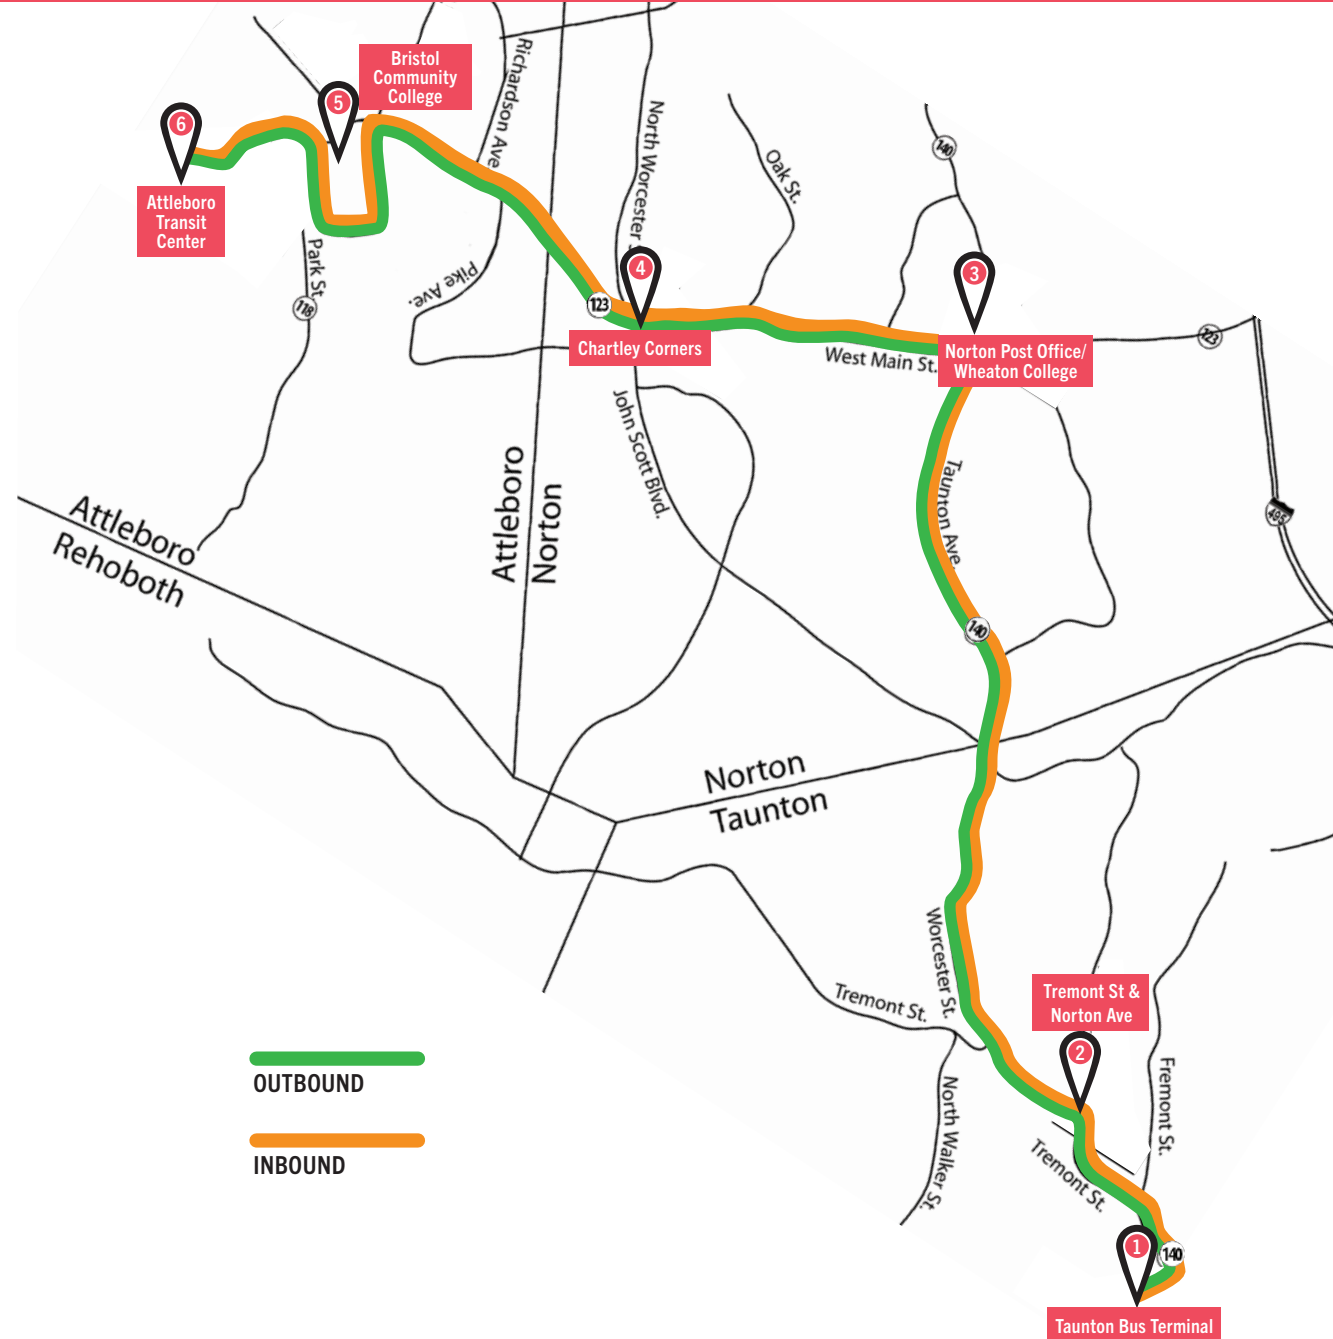 Bristol
Community
College
5
6
Attleboro
Transit
Center
Richardson Ave
North Worcester
Oak St.
140
Park St
118
Pike Ave.
123
4
Chartley Corners
3
Norton Post Office/
Wheaton College
123
West Main St.
John Scott Blvd.
Taunton Ave.
495
Attleboro
Norton
Attleboro
Rehoboth
140
Norton
Taunton
Worcester St.
Tremont St.
Tremont St &
Norton Ave
2
North Walker St.
Fremont St.
Tremont St.
OUTBOUND
INBOUND
1
140
Taunton Bus Terminal